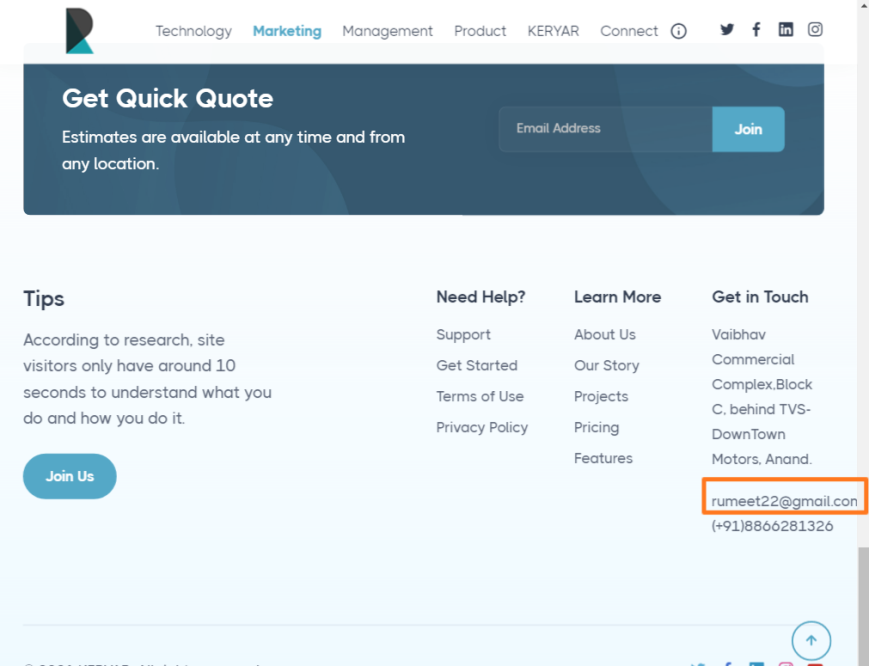 Technology Marketing Management Product KERYAR Connect
Get Quick Quote
Estimates are available at any time and from
any location.
Email Address
Join
Tips
According to research, site
visitors only have around 10
seconds to understand what you
do and how you do it.
Join Us
Need Help?
Support
Get Started
Terms of Use
Privacy Policy
Learn More
About Us
Our Story
Projects
Pricing
Features
Get in Touch
Vaibhav
Commercial
Complex,Block
C, behind TVS-
DownTown
Motors, Anand.
rumeet22@gmail.con
(+91)8866281326